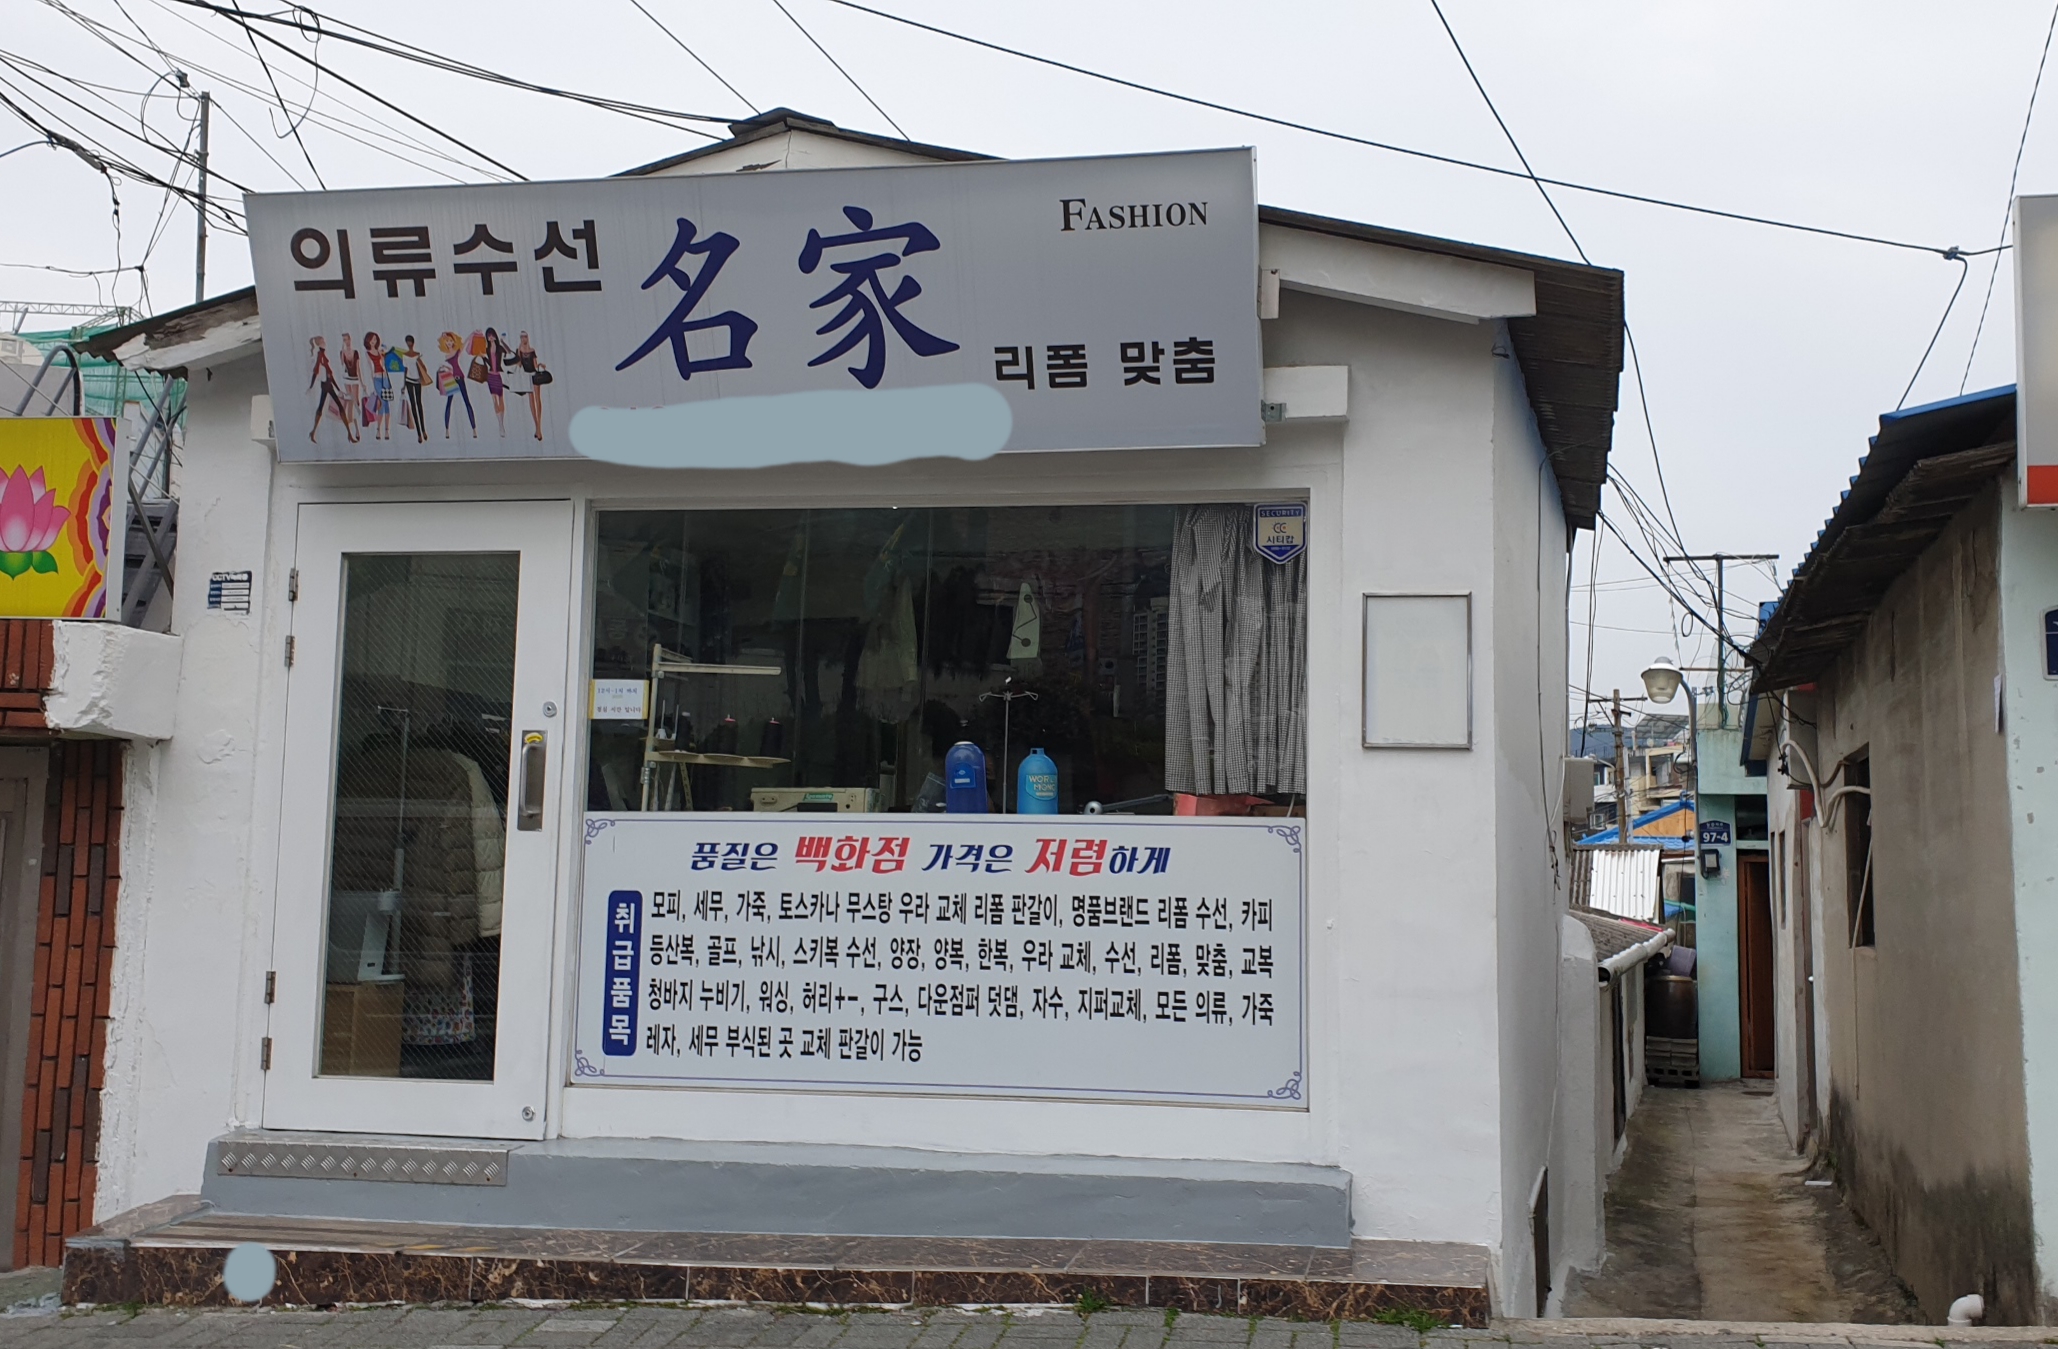 의류수선
名家
FASHION
리폼 맞춤
SECURITY
시티캅
품질은 백화점 가격은 저렴하게
취급품목
모피, 세무, 가죽, 토스카나 무스탕 우라 교체 리폼 판갈이, 명품브랜드 리폼 수선, 카피
등산복, 골프, 낚시, 스키복 수선, 양장, 양복, 한복, 우라 교체, 수선, 리폼, 맞춤, 교복
청바지 누비기, 워싱, 허리+-, 구스, 다운점퍼 덧댐, 자수, 지퍼교체, 모든 의류, 가죽
레자, 세무 부식된 곳 교체 판갈이 가능
97-4